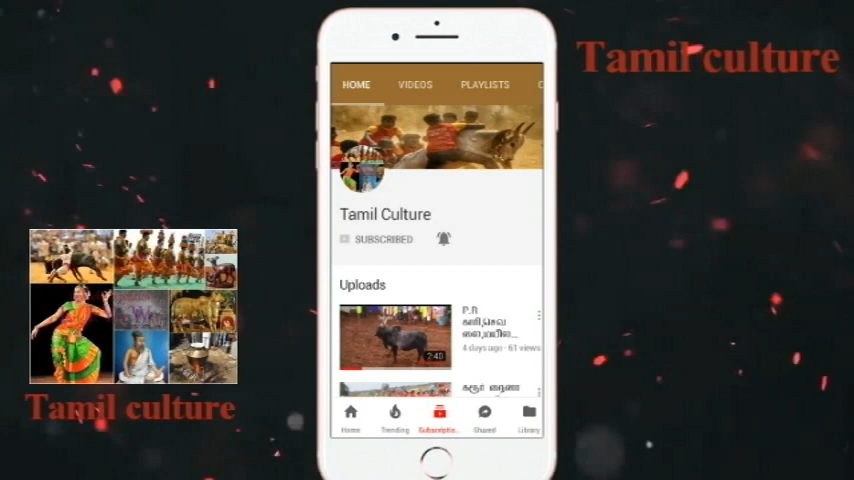 Tamil culture
HOME VIDEOS PLAYLISTS C
Tamil Culture
SUBSCRIBED
Uploads
2:40
4 days ago · 61 views
Home Trending Subscriptio.. Shared Library
Tamil culture